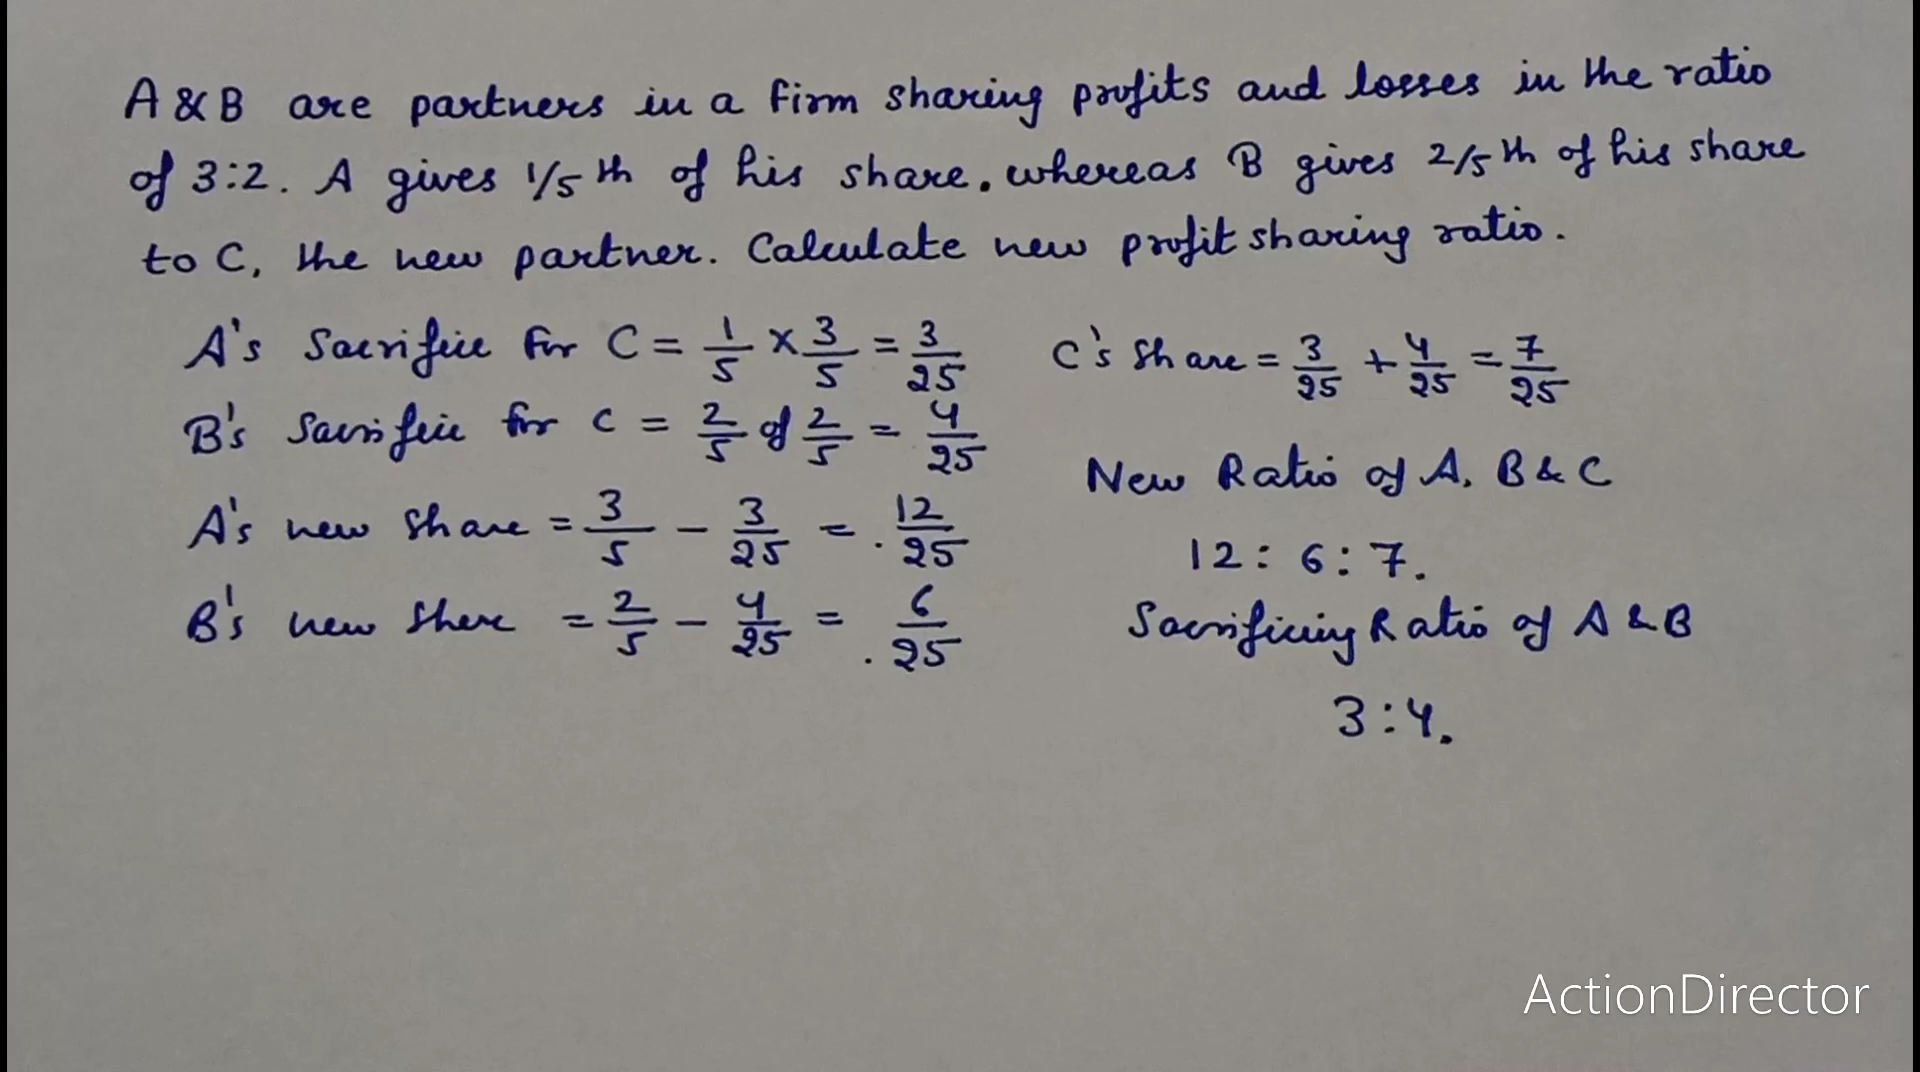 A & B are partners in a firm sharing profits and losses in the ratio
of 3:2. A gives 1/5 th of his share. whereas B gives 2/5 th of his share
to C, the new partner. Calculate new profit sharing ratio.
A's Sacrifice for C = 1/5 × 3/5 = 3/25
B's Sacrifice for C = 2/5 of 2/5 = 4/25
A's new share = 3/5 - 3/25 = 12/25
B's new shere = 2/5 - 4/25 = 6/25
C's Share = 3/25 + 4/25 = 7/25
New Ratio of A, B & C
12 : 6 : 7.
Sacrificing Ratio of A & B
3 : 4.
ActionDirector